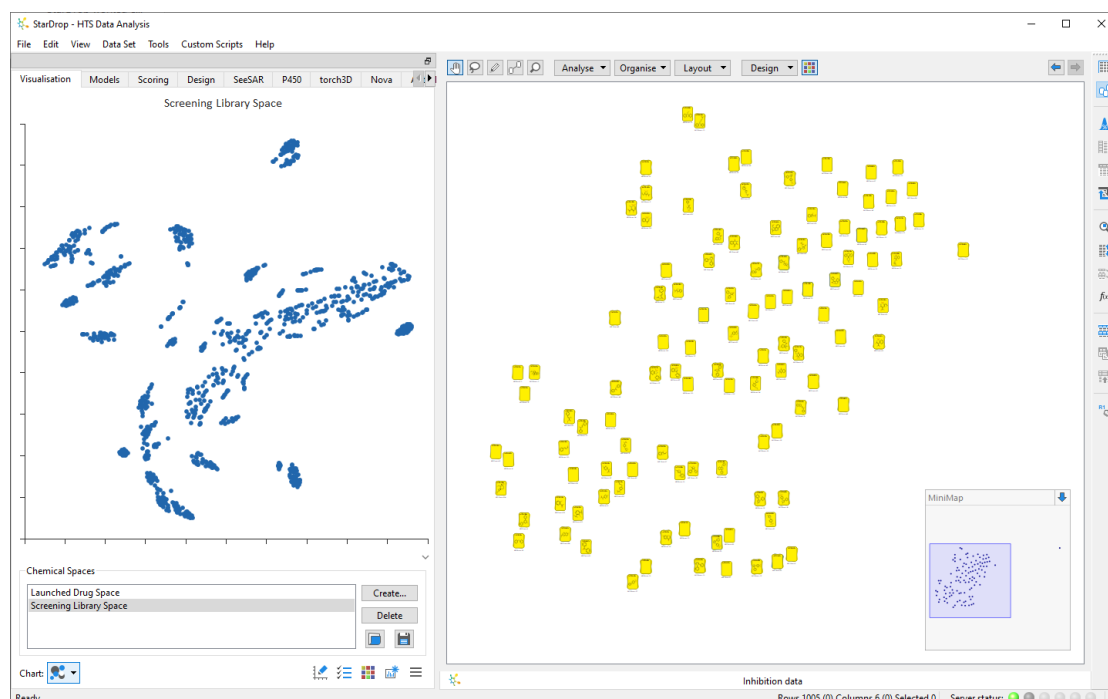 StarDrop - HTS Data Analysis
File Edit View Data Set Tools Custom Scripts Help
Visualisation Models Scoring Design SeeSAR P450 torch3D Nova
Analyse Organise Layout Design
Screening Library Space
MiniMap
Chemical Spaces
Launched Drug Space
Screening Library Space
Create...
Delete
Chart:
Inhibition data
Ready
Rows 1005 (0) Columns 6 (0) Selected 0 Server status: